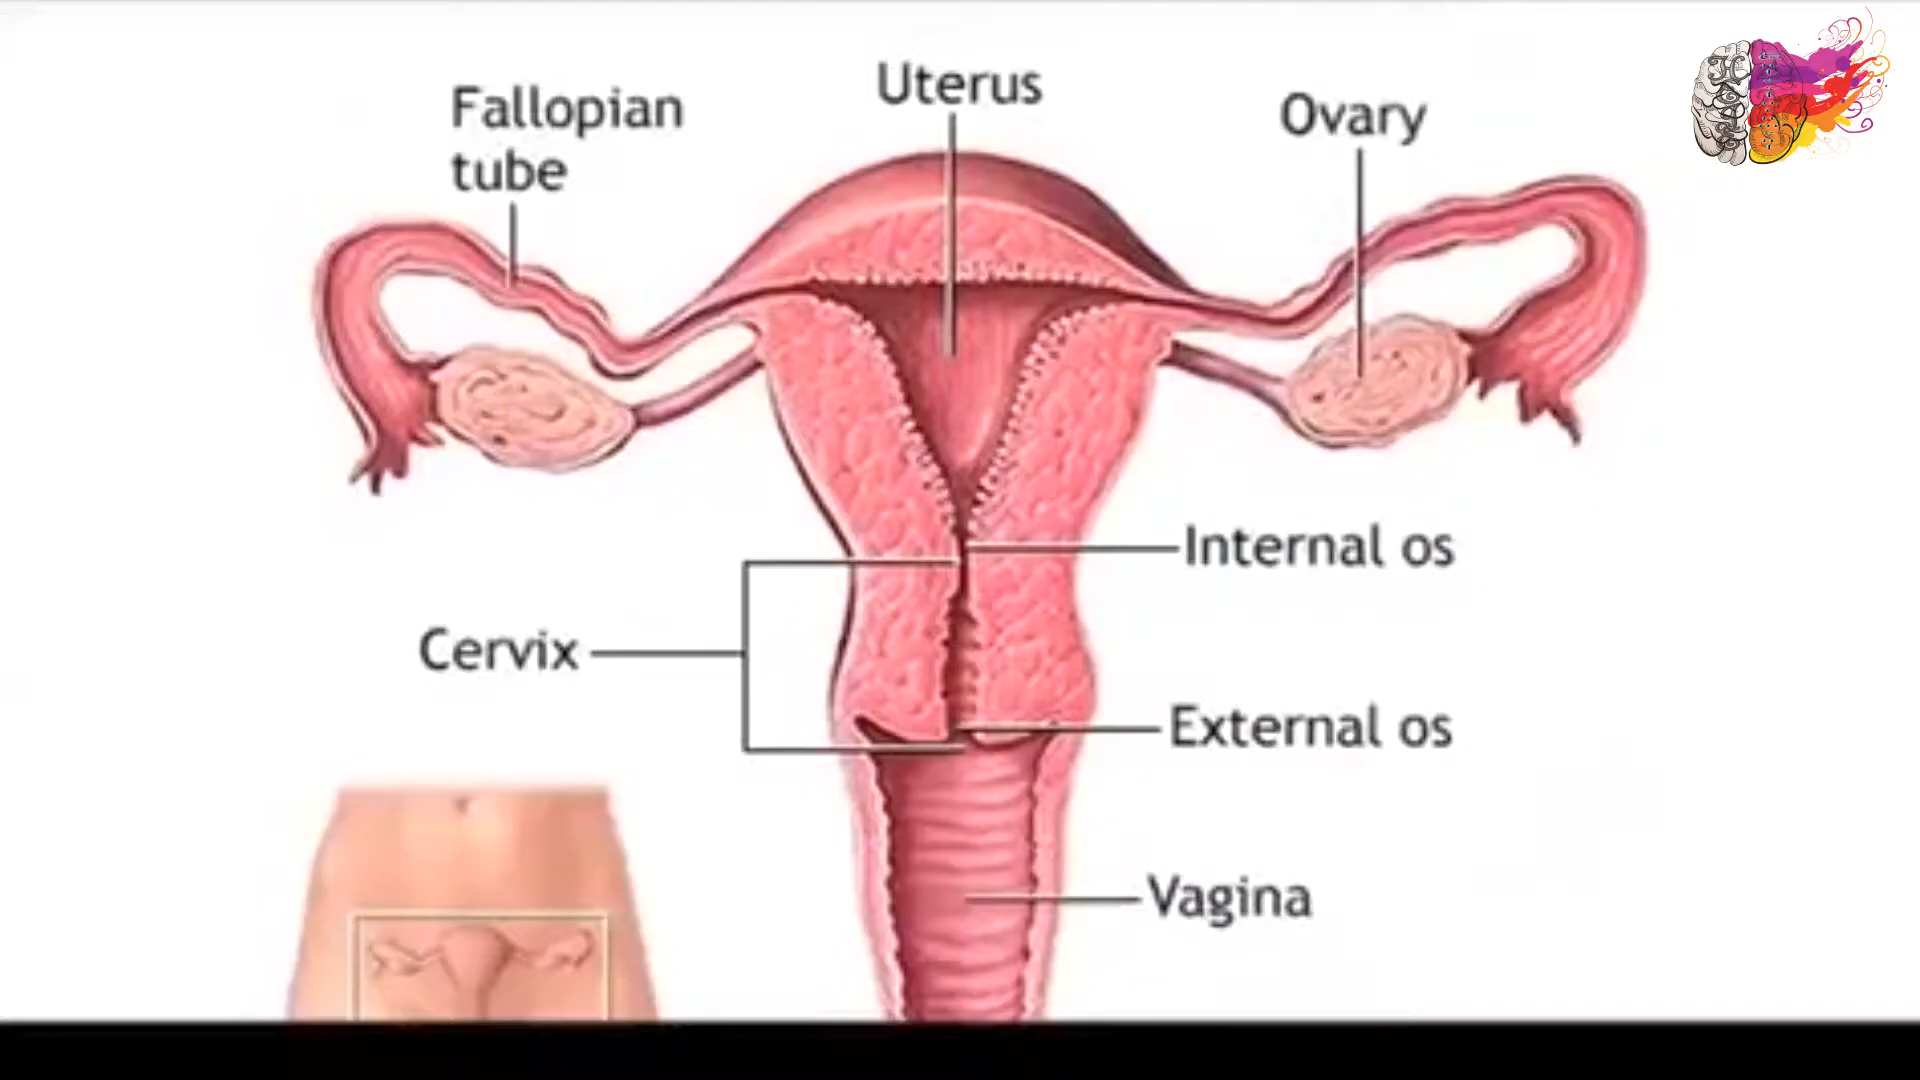 Uterus
Fallopian
tube
Ovary
Internal os
Cervix
External os
Vagina